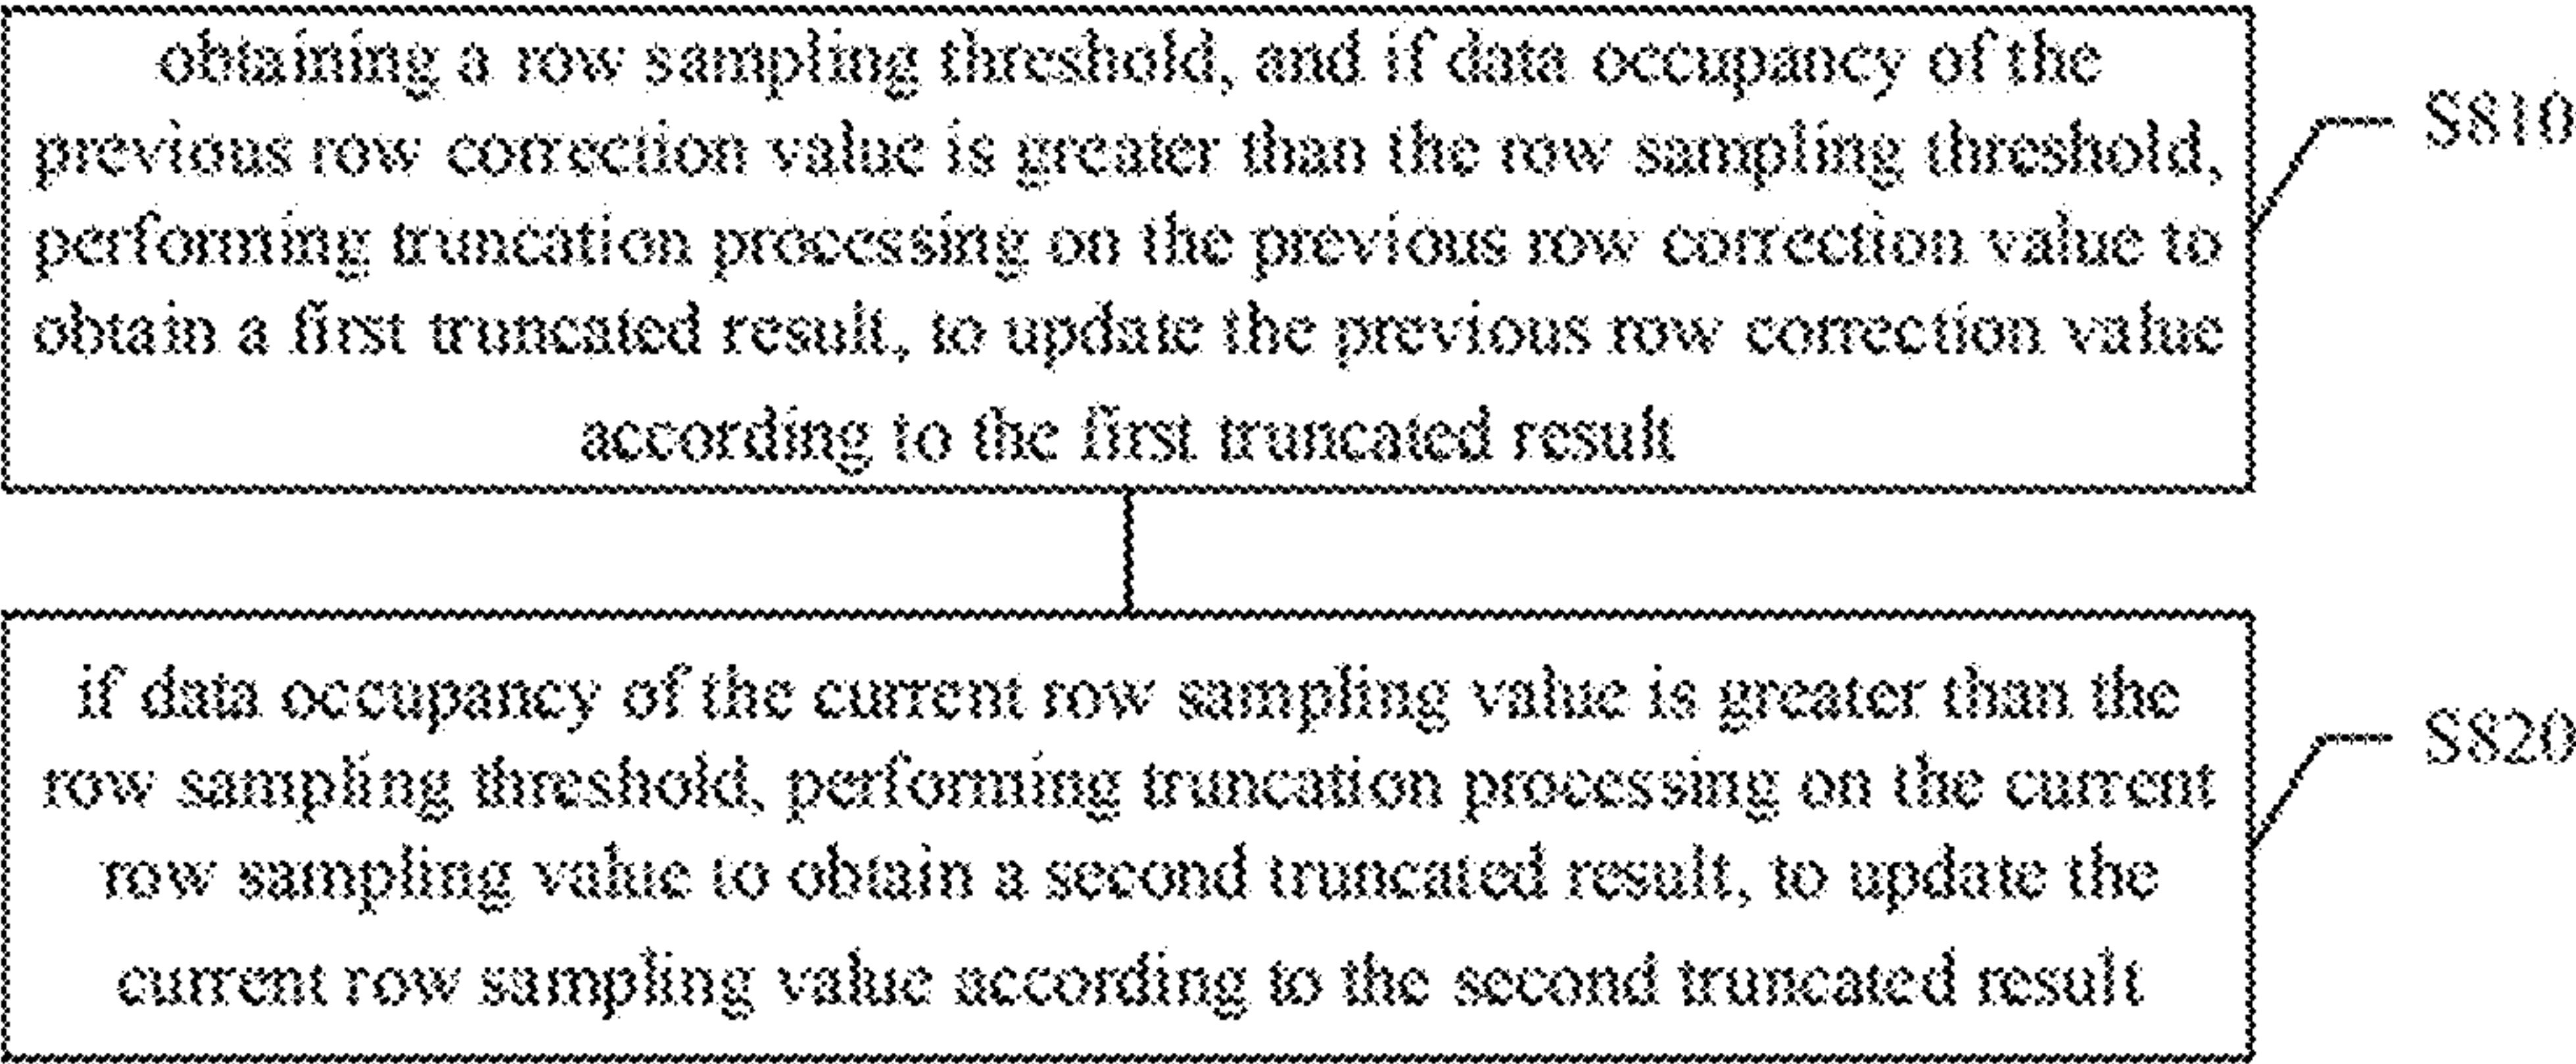 obtaining a row sampling threshold, and if data occupancy of the
previous row correction value is greater than the row sampling threshold,
performing truncation processing on the previous row correction value to
obtain a first truncated result, to update the previous row correction value
according to the first truncated result
S810
if data occupancy of the current row sampling value is greater than the
row sampling threshold, performing truncation processing on the current
row sampling value to obtain a second truncated result, to update the
current row sampling value according to the second truncated result
S820